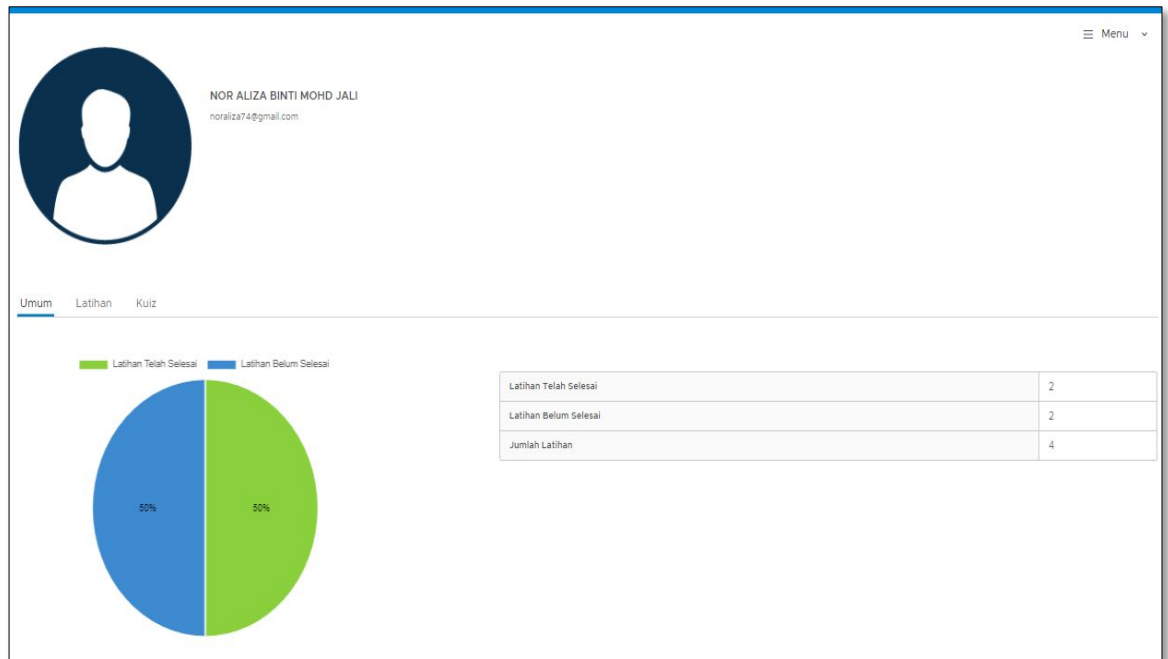 Menu
NOR ALIZA BINTI MOHD JALI
noraliza74@gmail.com
Umum Latihan Kuiz
Latihan Telah Selesai Latihan Belum Selesai
50% 50%
Latihan Telah Selesai 2
Latihan Belum Selesai 2
Jumlah Latihan 4